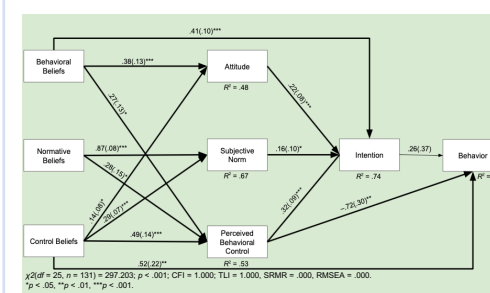 .41(.10)***
Behavioral
Beliefs
.38(.13)***
Attitude
R² = .48
.27(.13)*
.22(.08)***
Normative
Beliefs
.87(.08)***
Subjective
Norm
R² = .67
.16(.10)*
Intention
R² = .74
.26(.37)
Behavior
R² =
.28(.15)*
.14(.08)*
.29(.07)***
.32(.09)***
-.72(.30)**
Control Beliefs
.49(.14)***
Perceived
Behavioral
Control
R² = .53
.52(.22)**
χ2(df = 25, n = 131) = 297.203; p < .001; CFI = 1.000; TLI = 1.000, SRMR = .000, RMSEA = .000.
*p < .05, **p < .01, ***p < .001.